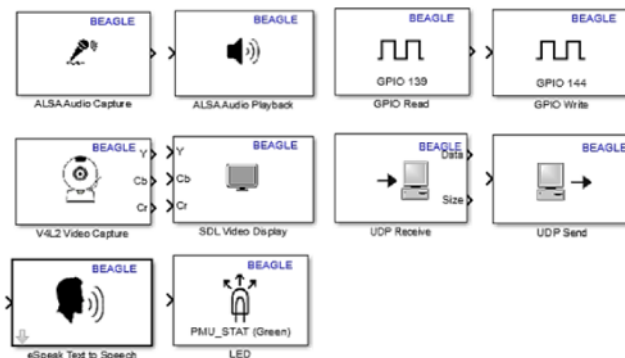 BEAGLE
ALSA Audio Capture
BEAGLE
ALSA Audio Playback
BEAGLE
GPIO 139
GPIO Read
BEAGLE
GPIO 144
GPIO Write
BEAGLE
Y
Cb
Cr
V4L2 Video Capture
BEAGLE
Y
Cb
Cr
SDL Video Display
BEAGLE
Data
Size
UDP Receive
BEAGLE
UDP Send
BEAGLE
eSpeak Text to Speech
BEAGLE
PMU_STAT (Green)
LED